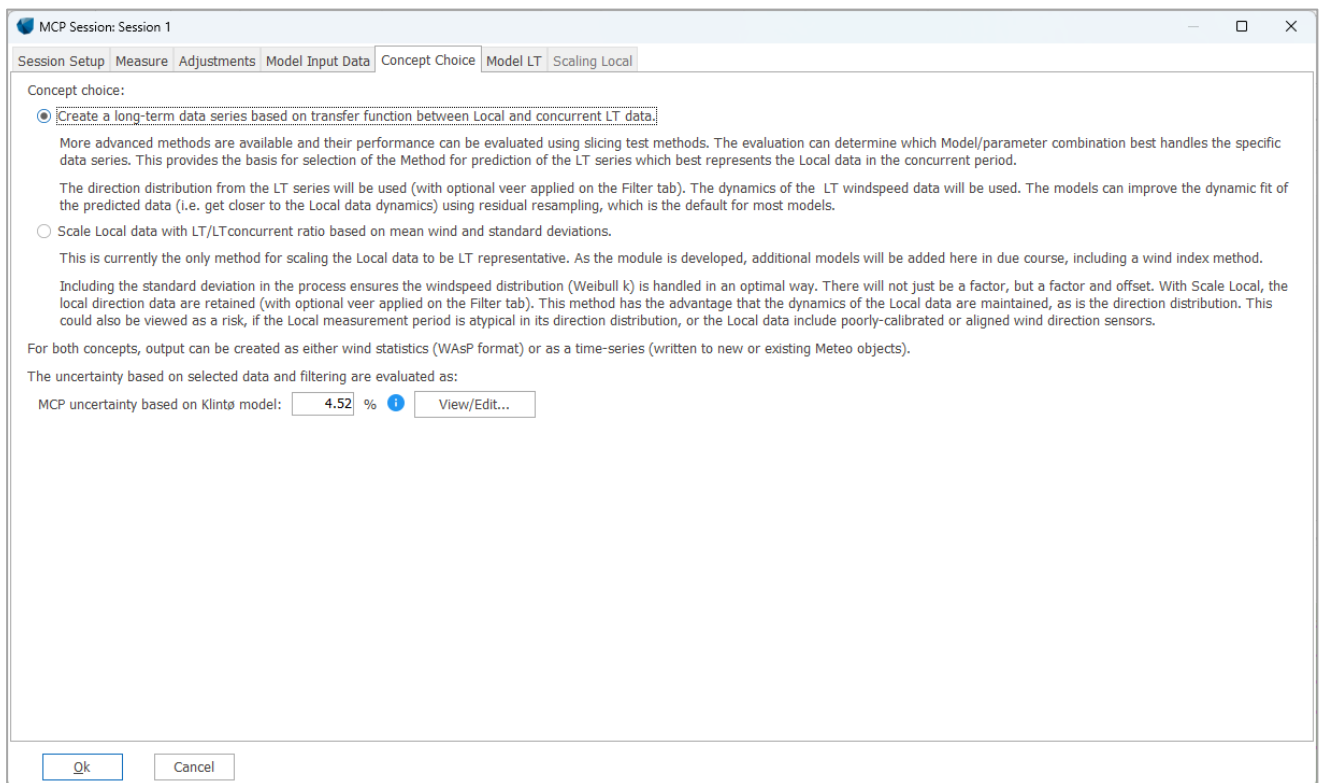 MCP Session: Session 1
Session Setup Measure Adjustments Model Input Data Concept Choice Model LT Scaling Local
Concept choice:
Create a long-term data series based on transfer function between Local and concurrent LT data.
More advanced methods are available and their performance can be evaluated using slicing test methods. The evaluation can determine which Model/parameter combination best handles the specific
data series. This provides the basis for selection of the Method for prediction of the LT series which best represents the Local data in the concurrent period.
The direction distribution from the LT series will be used (with optional veer applied on the Filter tab). The dynamics of the LT windspeed data will be used. The models can improve the dynamic fit of
the predicted data (i.e. get closer to the Local data dynamics) using residual resampling, which is the default for most models.
Scale Local data with LT/LTconcurrent ratio based on mean wind and standard deviations.
This is currently the only method for scaling the Local data to be LT representative. As the module is developed, additional models will be added here in due course, including a wind index method.
Including the standard deviation in the process ensures the windspeed distribution (Weibull k) is handled in an optimal way. There will not just be a factor, but a factor and offset. With Scale Local, the
local direction data are retained (with optional veer applied on the Filter tab). This method has the advantage that the dynamics of the Local data are maintained, as is the direction distribution. This
could also be viewed as a risk, if the Local measurement period is atypical in its direction distribution, or the Local data include poorly-calibrated or aligned wind direction sensors.
For both concepts, output can be created as either wind statistics (WAsP format) or as a time-series (written to new or existing Meteo objects).
The uncertainty based on selected data and filtering are evaluated as:
MCP uncertainty based on Klintø model: 4.52 % i View/Edit...
Ok Cancel